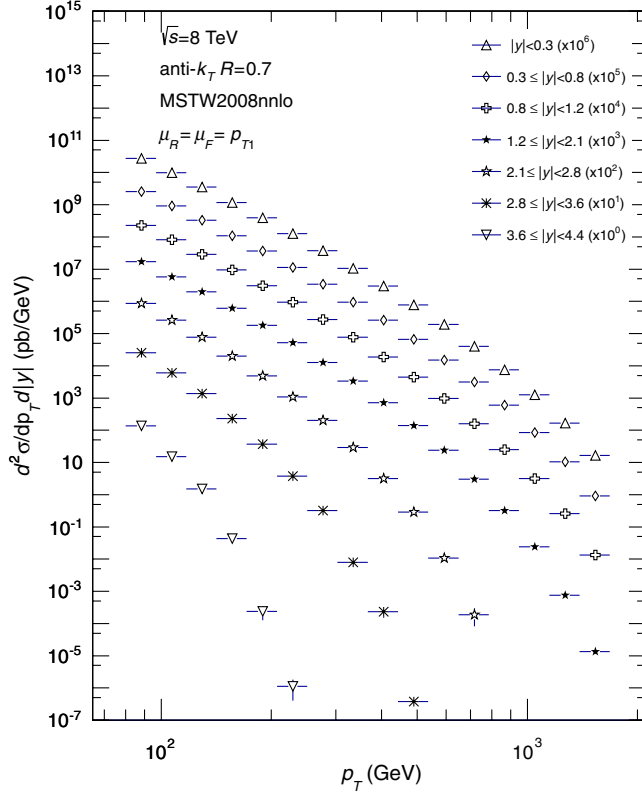 √s=8 TeV
anti-k_T R=0.7
MSTW2008nnlo
μ_R = μ_F = p_T1
|y|<0.3 (x10^6)
0.3 ≤ |y|<0.8 (x10^5)
0.8 ≤ |y|<1.2 (x10^4)
1.2 ≤ |y|<2.1 (x10^3)
2.1 ≤ |y|<2.8 (x10^2)
2.8 ≤ |y|<3.6 (x10^1)
3.6 ≤ |y|<4.4 (x10^0)
d^2σ/dp_T d|y| (pb/GeV)
10^15
10^13
10^11
10^9
10^7
10^5
10^3
10
10^-1
10^-3
10^-5
10^-7
10^2
10^3
p_T (GeV)